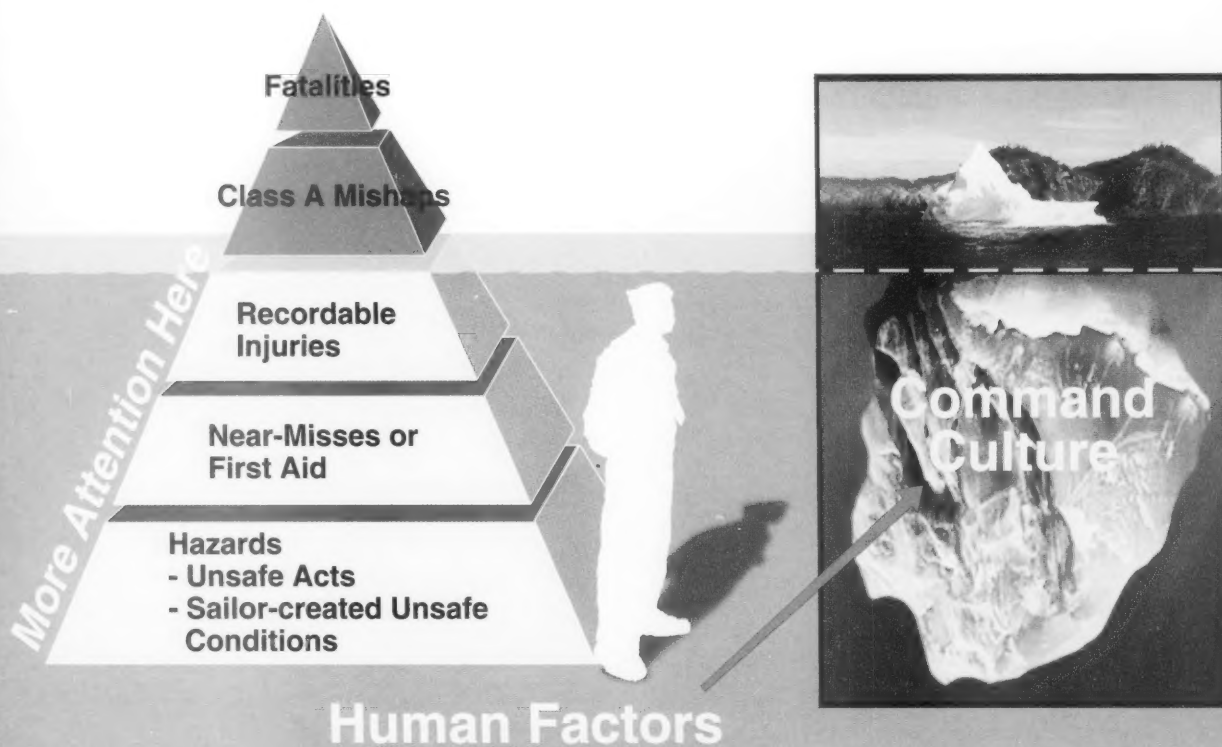 Fatalities
Class A Mishaps
More Attention Here
Recordable
Injuries
Near-Misses or
First Aid
Hazards
- Unsafe Acts
- Sailor-created Unsafe
Conditions
Command
Culture
Human Factors